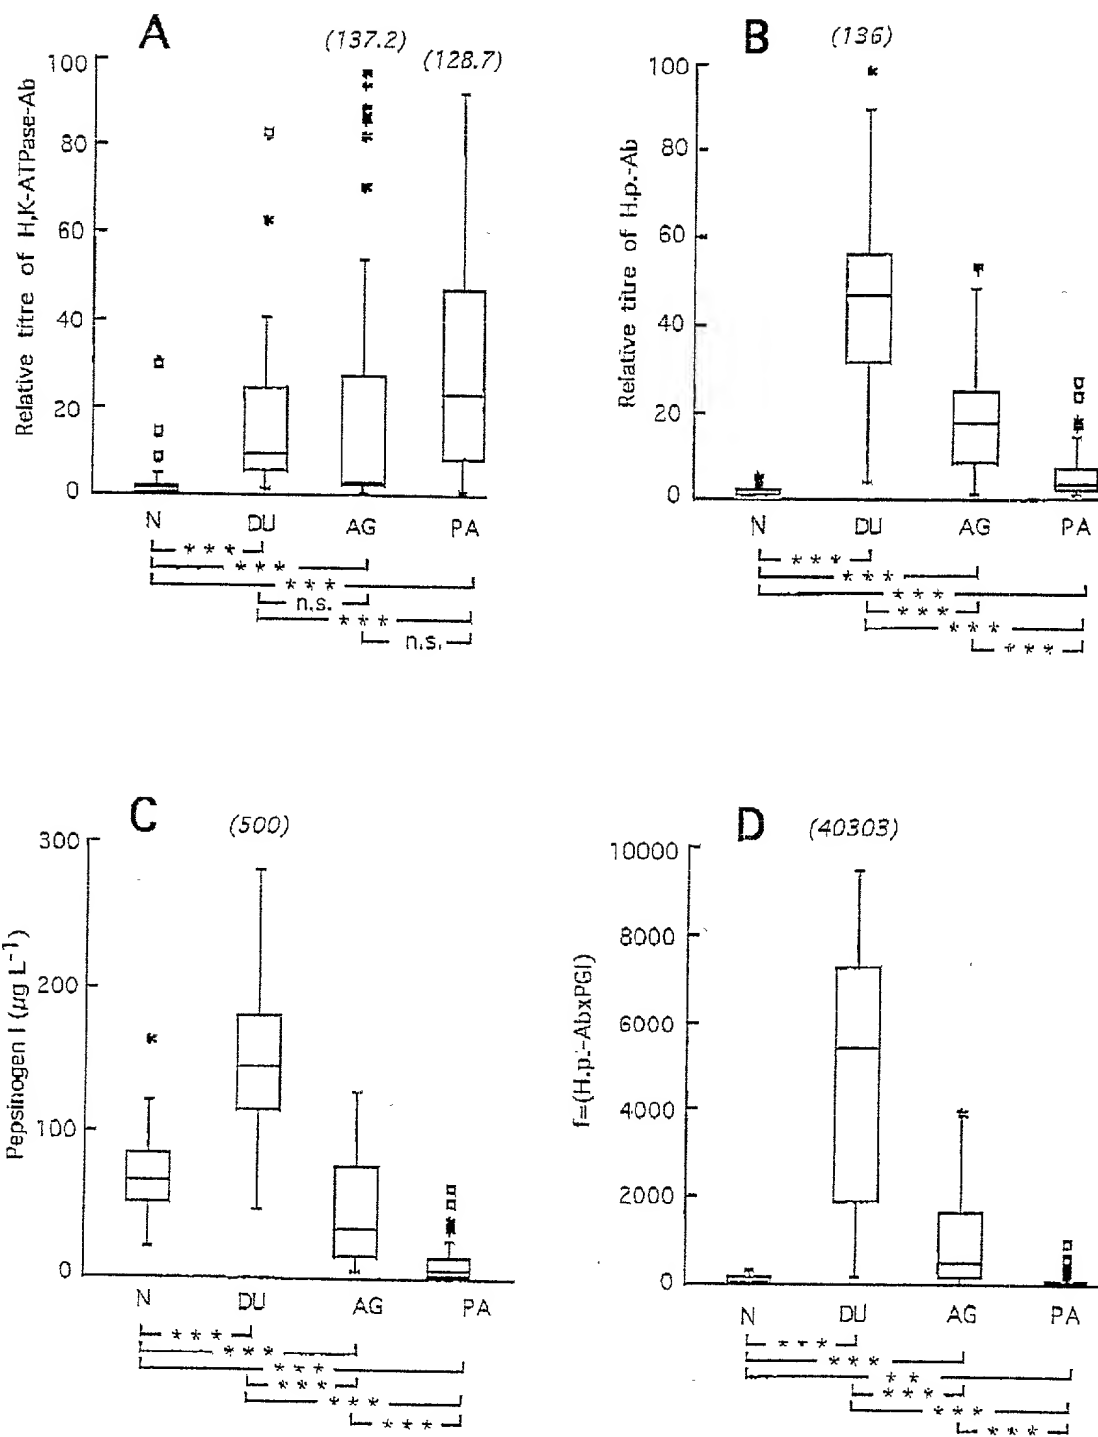 A
(137.2)
(128.7)
Relative titre of H,K-ATPase-Ab
100
80
60
40
20
0
N DU AG PA
* * *
* * *
* * *
n.s.
* * *
n.s.
B
(136)
Relative titre of H.p.-Ab
100
80
60
40
20
0
N DU AG PA
* * *
* * *
* * *
* * *
* * *
* * *
C
(500)
Pepsinogen I (µg L⁻¹)
300
200
100
0
N DU AG PA
* * *
* * *
* * *
* * *
* * *
* * *
D
(40303)
f=(H.p.-AbxPGI)
10000
8000
6000
4000
2000
0
N DU AG PA
* * *
* * *
* *
* * *
* * *
* * *